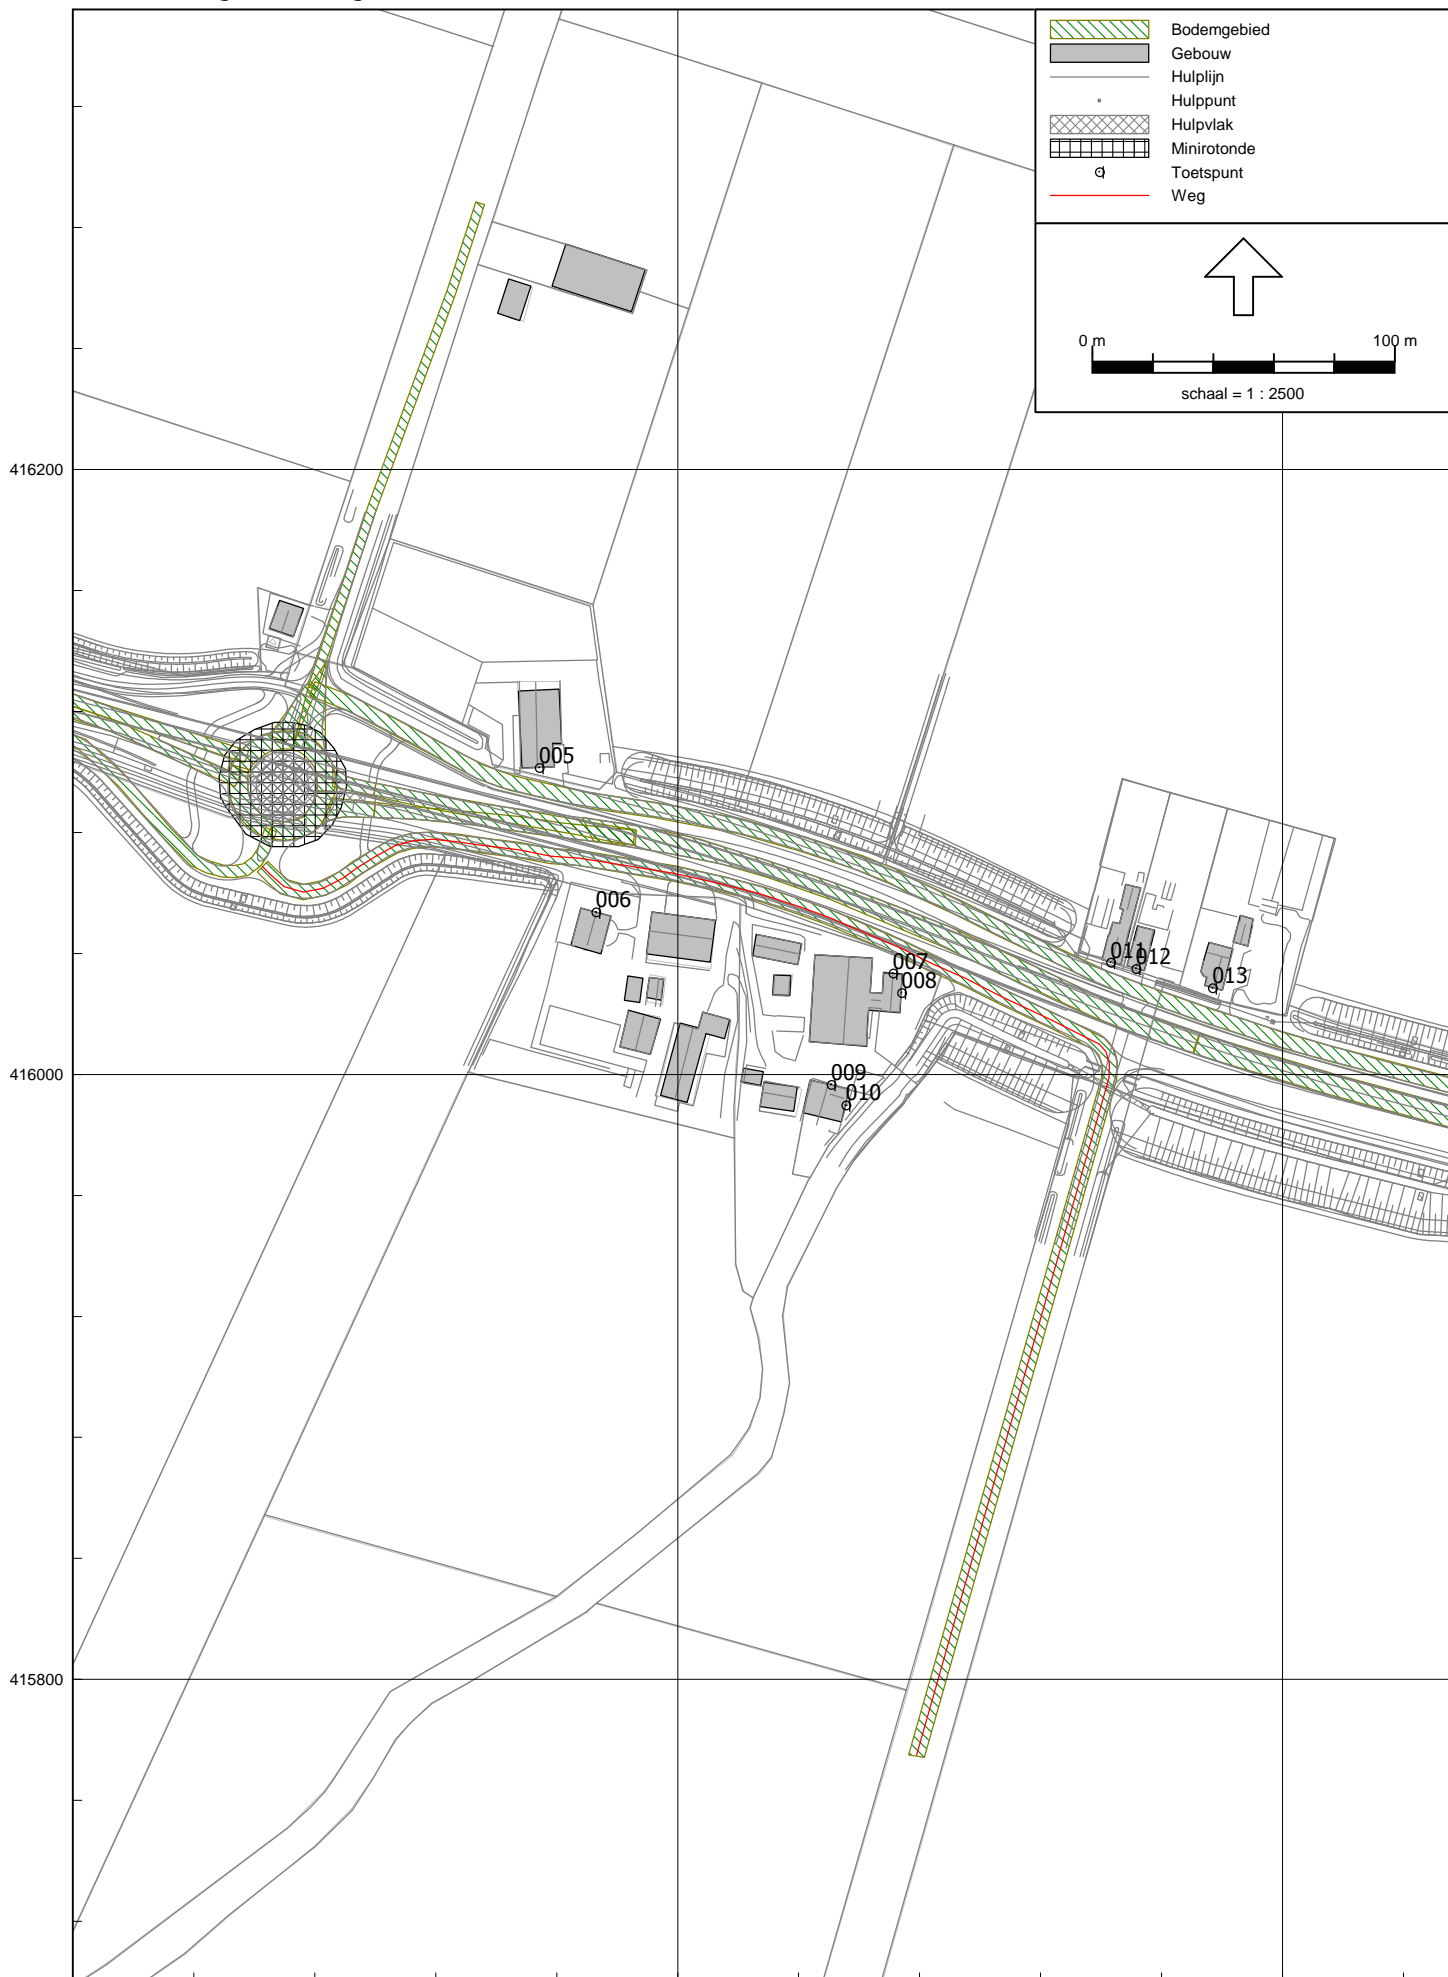 Bodemgebied
Gebouw
Hulplijn
Hulppunt
Hulpvlak
Minirotonde
Toetspunt
Weg
0 m 100 m
schaal = 1 : 2500
416200
005
006
011
012
007
013
008
416000
009
010
415800